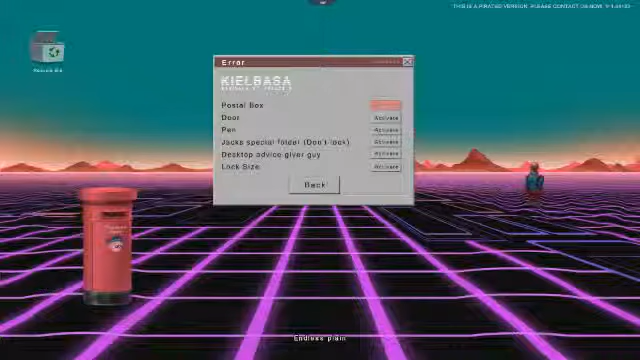 THIS IS A PIRATED VERSION. PLEASE CONTACT US NOW.
Recycle Bin
Error
KIELBASA
Postal Box
Door Activate
Pen Activate
Jacks special folder (Don't look) Activate
Desktop advice giver guy Activate
Lock Size Activate
Back
Endless plain